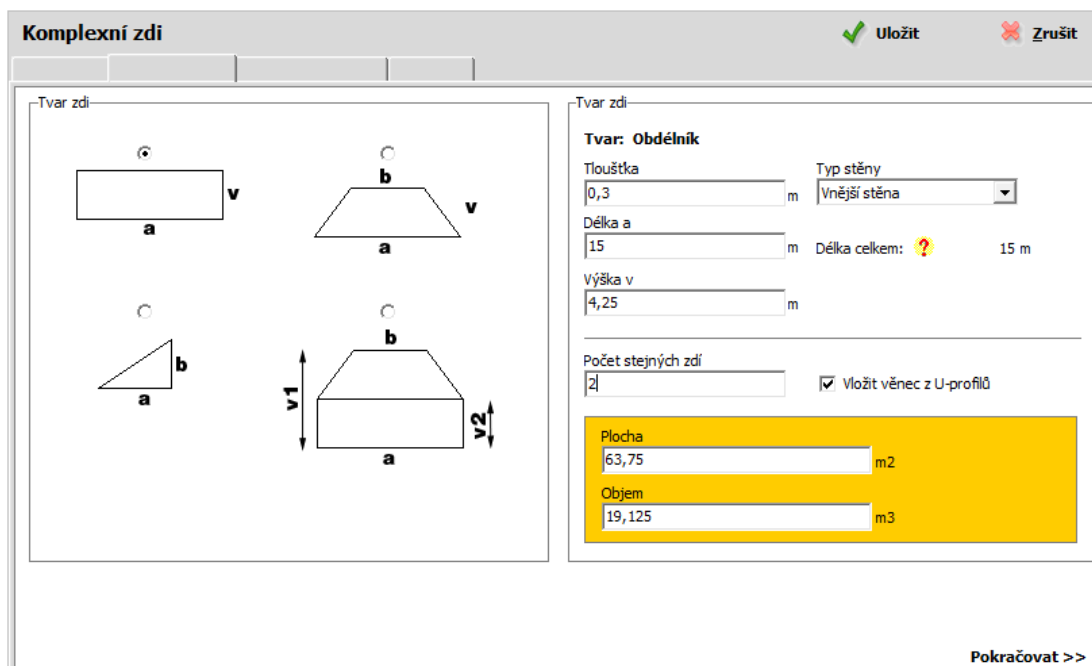 Komplexní zdi
Uložit
Zrušit
Tvar zdi
v
a
b
v
a
b
a
b
v1
v2
a
Tvar zdi
Tvar: Obdélník
Tloušťka
Typ stěny
0,3 m
Vnější stěna
Délka a
15 m
Délka celkem: ? 15 m
Výška v
4,25 m
Počet stejných zdí
2
Vložit věnec z U-profilů
Plocha
63,75 m2
Objem
19,125 m3
Pokračovat >>